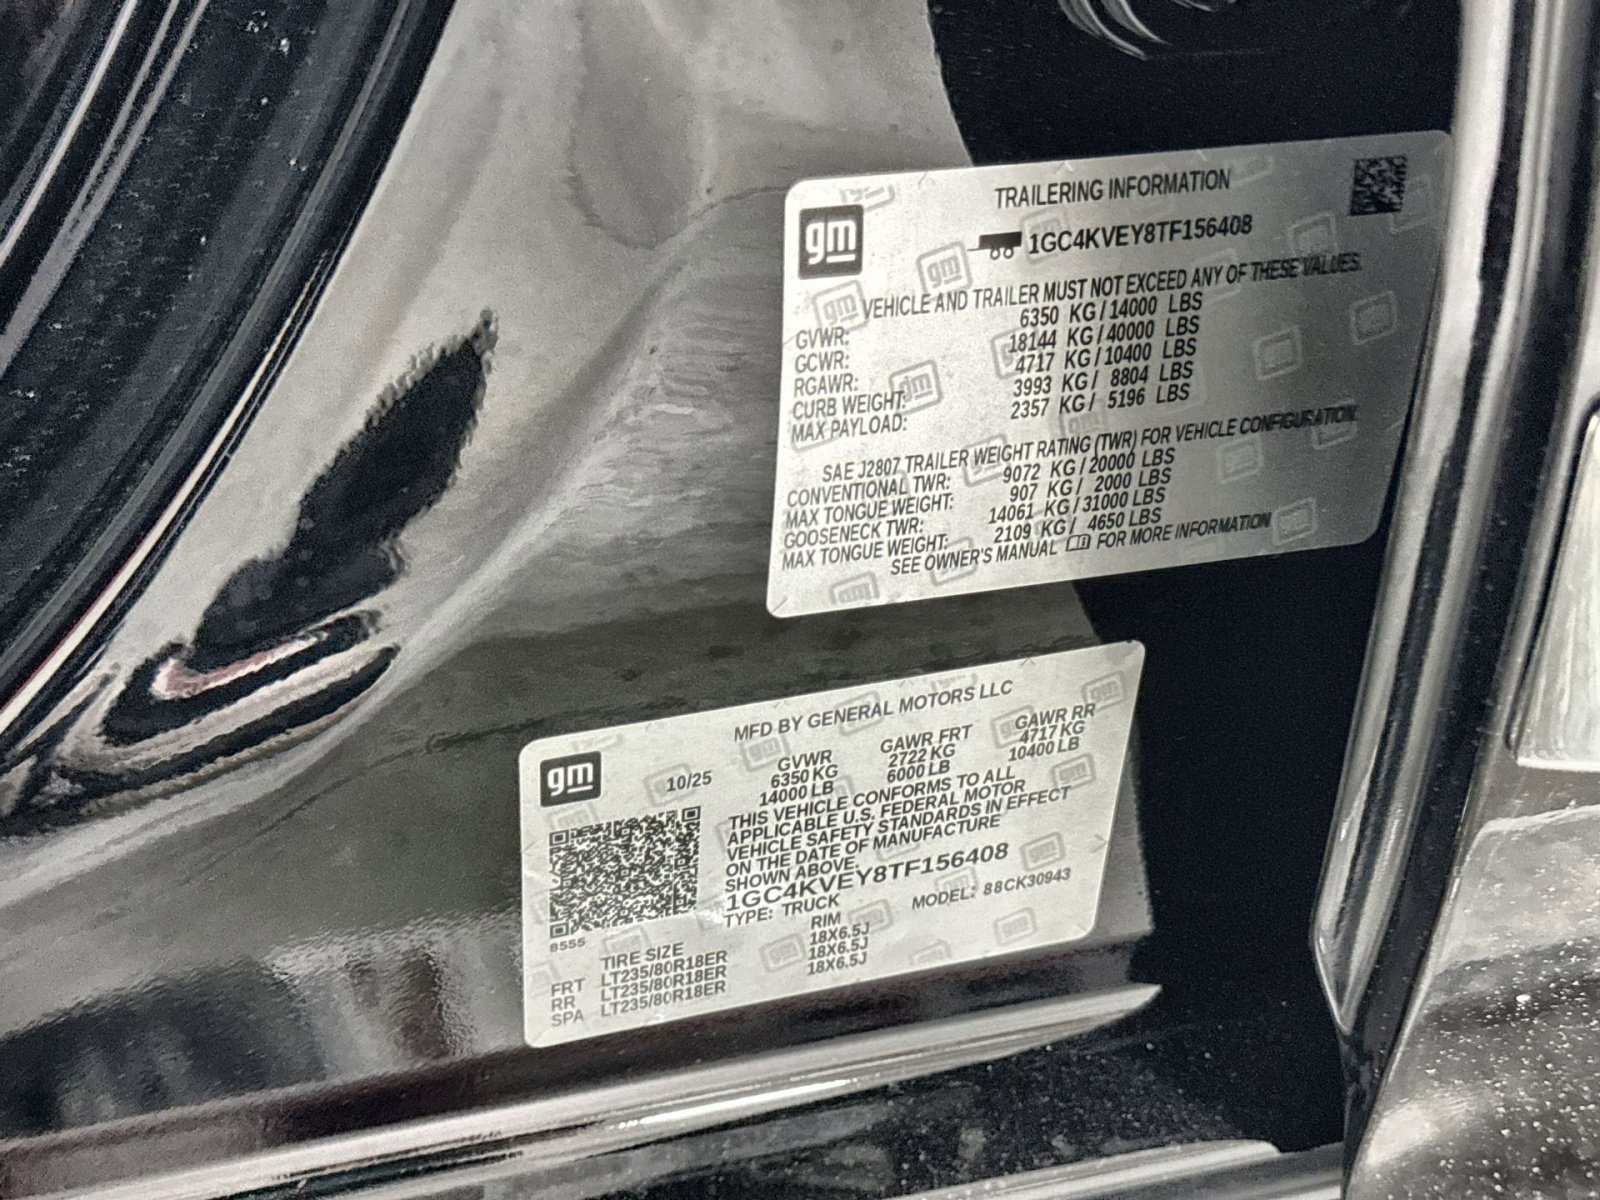 gm
TRAILERING INFORMATION
1GC4KVEY8TF156408
VEHICLE AND TRAILER MUST NOT EXCEED ANY OF THESE VALUES.
GVWR: 6350 KG / 14000 LBS
GCWR: 18144 KG / 40000 LBS
RGAWR: 4717 KG / 10400 LBS
CURB WEIGHT: 3993 KG / 8804 LBS
MAX PAYLOAD: 2357 KG / 5196 LBS
SAE J2807 TRAILER WEIGHT RATING (TWR) FOR VEHICLE CONFIGURATION.
CONVENTIONAL TWR: 9072 KG / 20000 LBS
MAX TONGUE WEIGHT: 907 KG / 2000 LBS
GOOSENECK TWR: 14061 KG / 31000 LBS
MAX TONGUE WEIGHT: 2109 KG / 4650 LBS
SEE OWNER'S MANUAL FOR MORE INFORMATION
MFD BY GENERAL MOTORS LLC
gm
10/25
GVWR GAWR FRT GAWR RR
6350 KG 2722 KG 4717 KG
14000 LB 6000 LB 10400 LB
THIS VEHICLE CONFORMS TO ALL
APPLICABLE U.S. FEDERAL MOTOR
VEHICLE SAFETY STANDARDS IN EFFECT
ON THE DATE OF MANUFACTURE
SHOWN ABOVE.
1GC4KVEY8TF156408
TYPE: TRUCK MODEL: 88CK30943
8555
TIRE SIZE RIM
FRT LT235/80R18ER 18X6.5J
RR LT235/80R18ER 18X6.5J
SPA LT235/80R18ER 18X6.5J